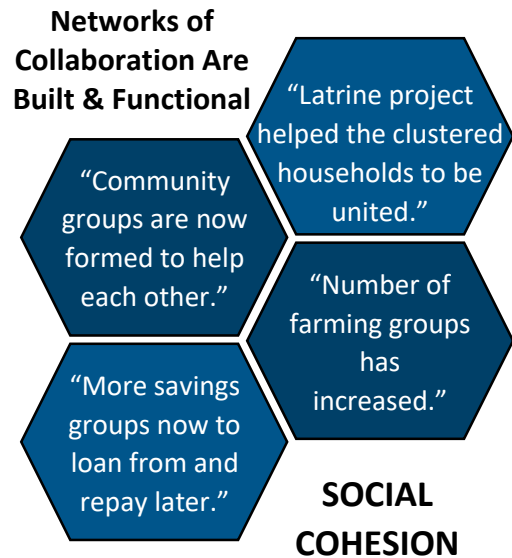 Networks of
Collaboration Are
Built & Functional
“Latrine project
helped the clustered
households to be
united.”
“Community
groups are now
formed to help
each other.”
“Number of
farming groups
has
increased.”
“More savings
groups now to
loan from and
repay later.”
SOCIAL
COHESION